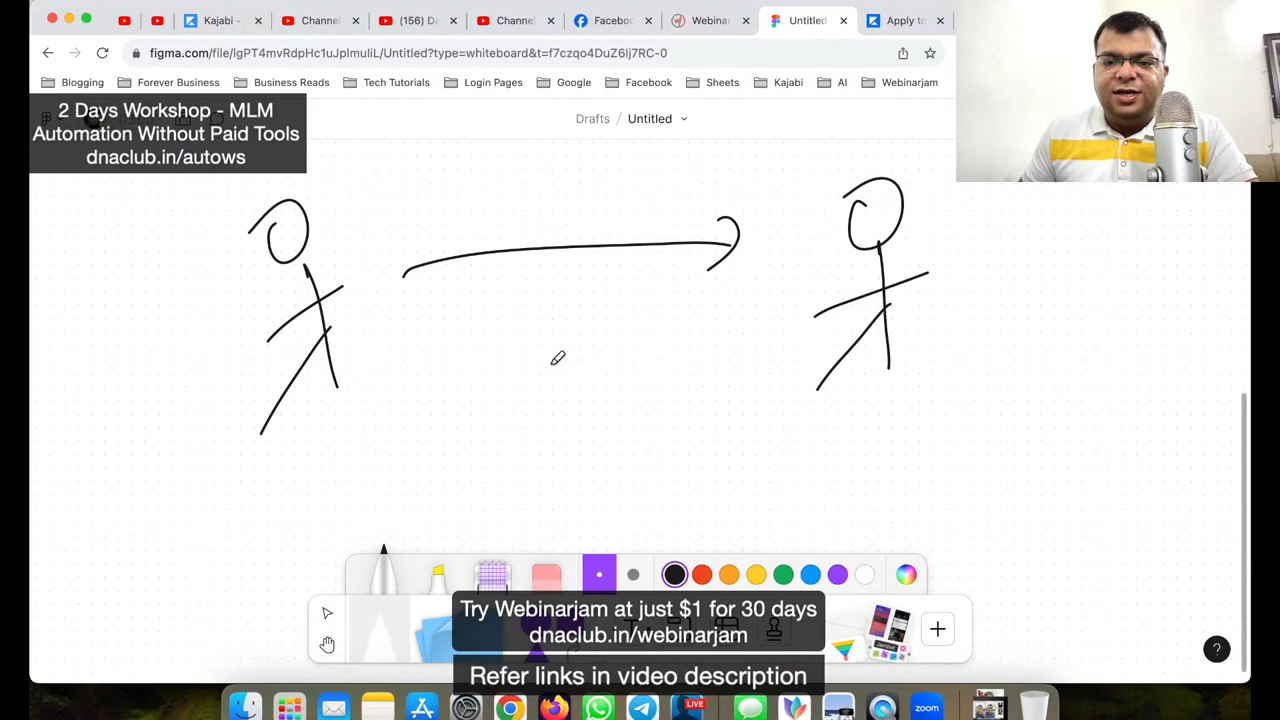 Kajabi -
Channel
(156) Da
Channel
Facebo
Webinar
Untitled
Apply to
figma.com/file/lgPT4mvRdpHc1uJplmuliL/Untitled?type=whiteboard&t=f7czqo4DuZ6lj7RC-0
Blogging
Forever Business
Business Reads
Tech Tutor
Login Pages
Google
Facebook
Sheets
Kajabi
AI
Webinarjam
2 Days Workshop - MLM
Automation Without Paid Tools
dnaclub.in/autows
Drafts / Untitled
Try Webinarjam at just $1 for 30 days
dnaclub.in/webinarjam
Refer links in video description
?
LIVE
zoom